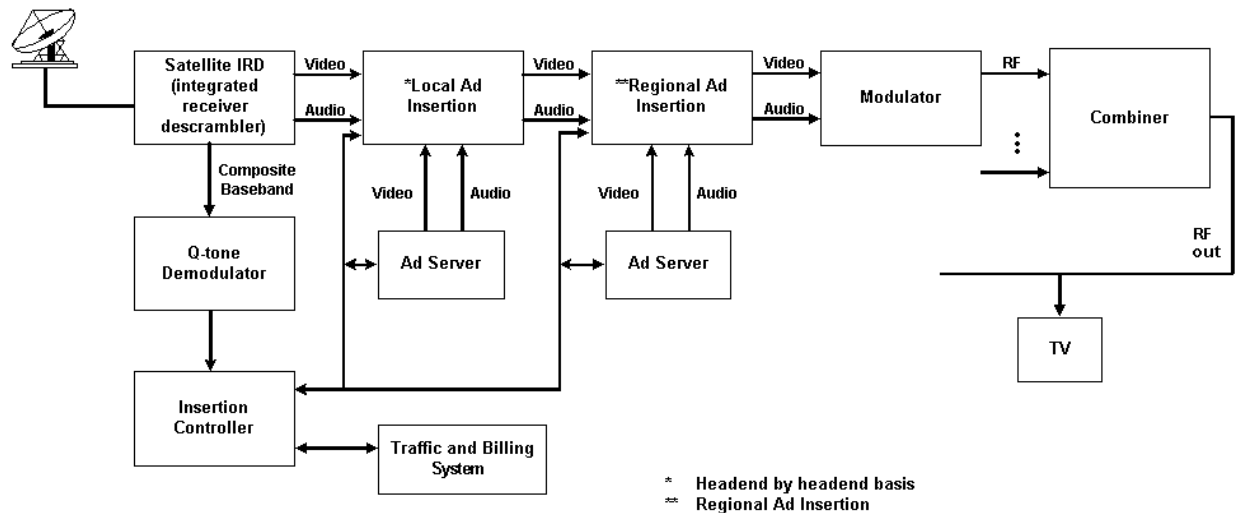 Satellite IRD
(integrated
receiver
descrambler)
Video
Audio
*Local Ad
Insertion
Video
Audio
**Regional Ad
Insertion
Video
Audio
Modulator
RF
Combiner
Composite
Baseband
Video
Audio
Video
Audio
Q-tone
Demodulator
Ad Server
Ad Server
RF
out
TV
Insertion
Controller
Traffic and Billing
System
* Headend by headend basis
** Regional Ad Insertion